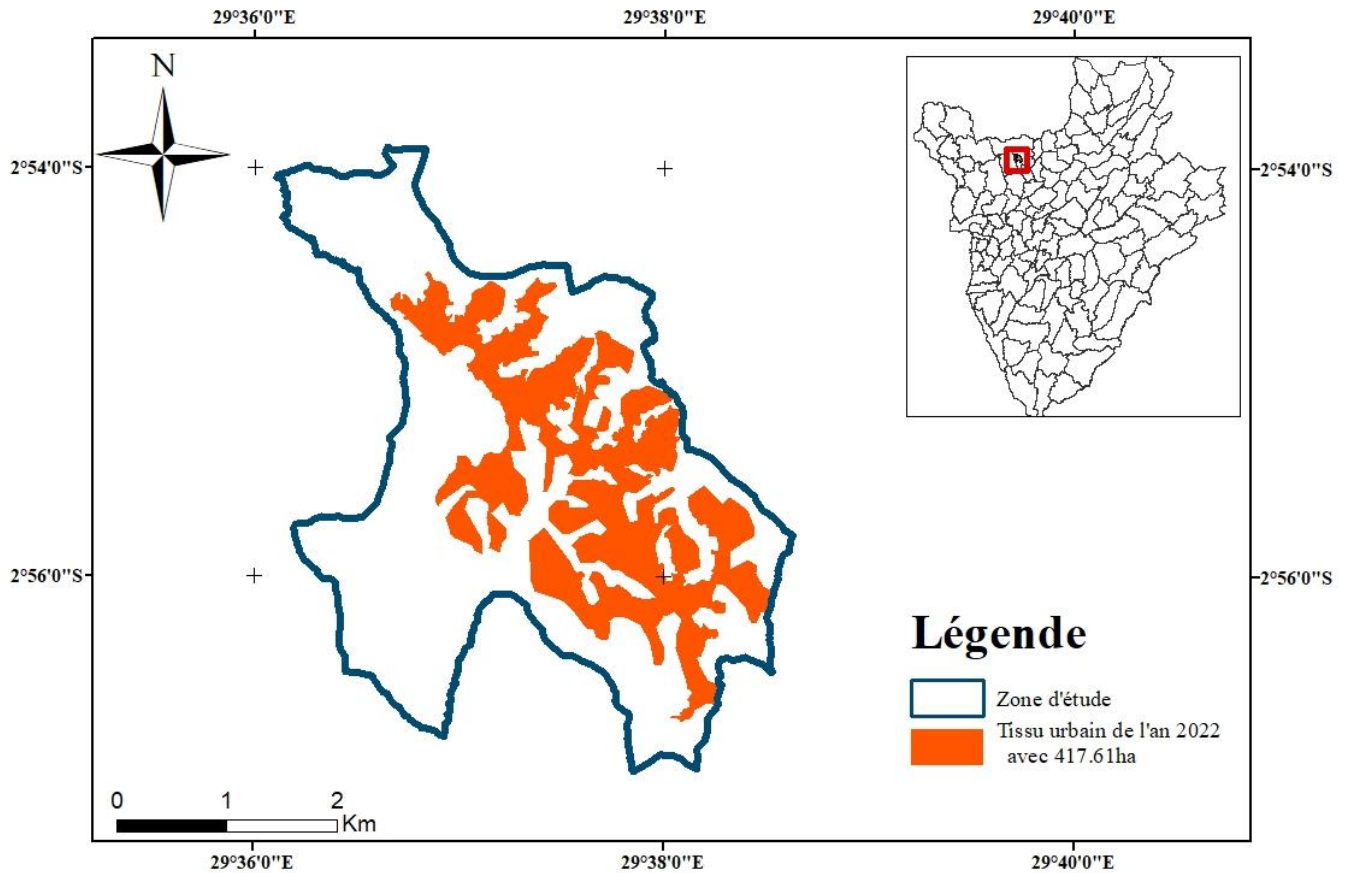 29°36'0"E 29°38'0"E 29°40'0"E
N
2°54'0"S 2°54'0"S
2°56'0"S 2°56'0"S
Légende
Zone d'étude
Tissu urbain de l'an 2022
avec 417.61ha
0 1 2
Km
29°36'0"E 29°38'0"E 29°40'0"E